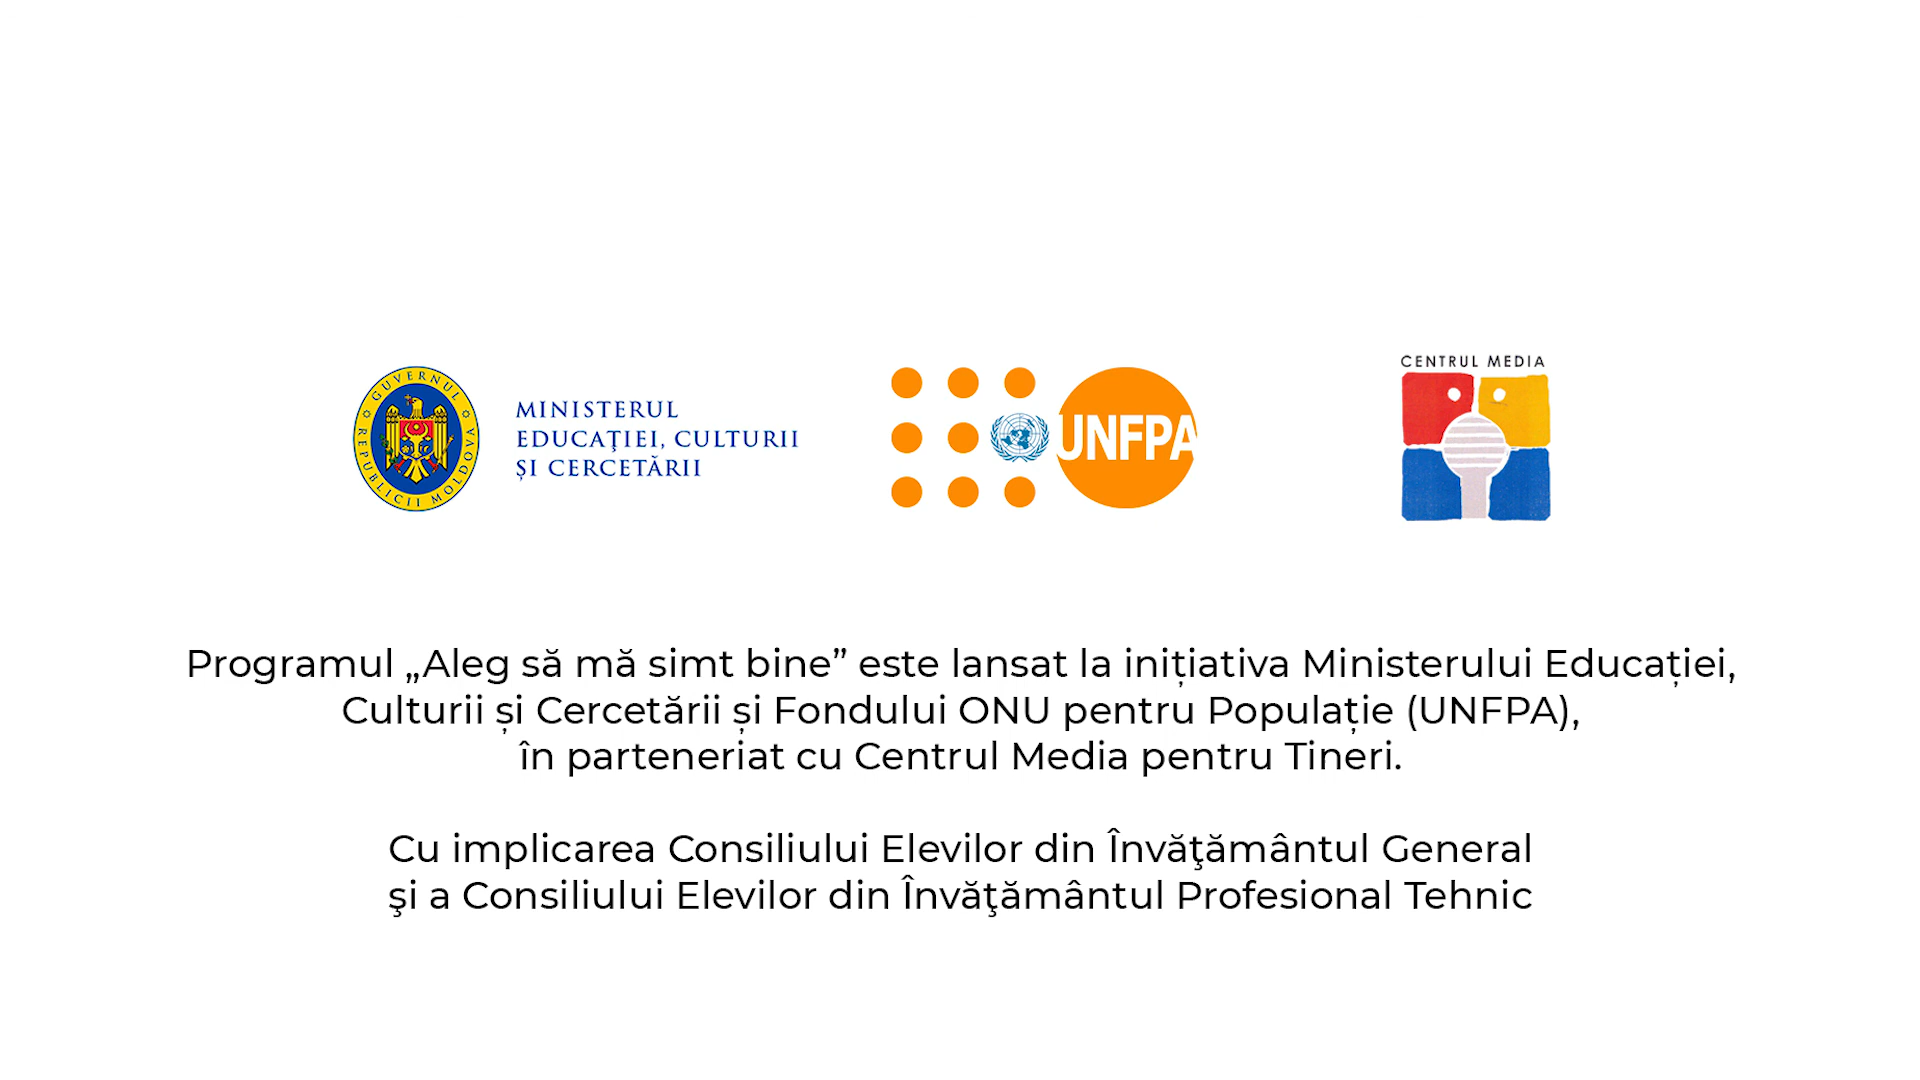 GUVERNUL
REPUBLICII MOLDOVA
MINISTERUL
EDUCAŢIEI, CULTURII
ȘI CERCETĂRII
UNFPA
CENTRUL MEDIA
Programul „Aleg să mă simt bine” este lansat la inițiativa Ministerului Educației,
Culturii și Cercetării și Fondului ONU pentru Populație (UNFPA),
în parteneriat cu Centrul Media pentru Tineri.
Cu implicarea Consiliului Elevilor din Învăţământul General
şi a Consiliului Elevilor din Învăţământul Profesional Tehnic